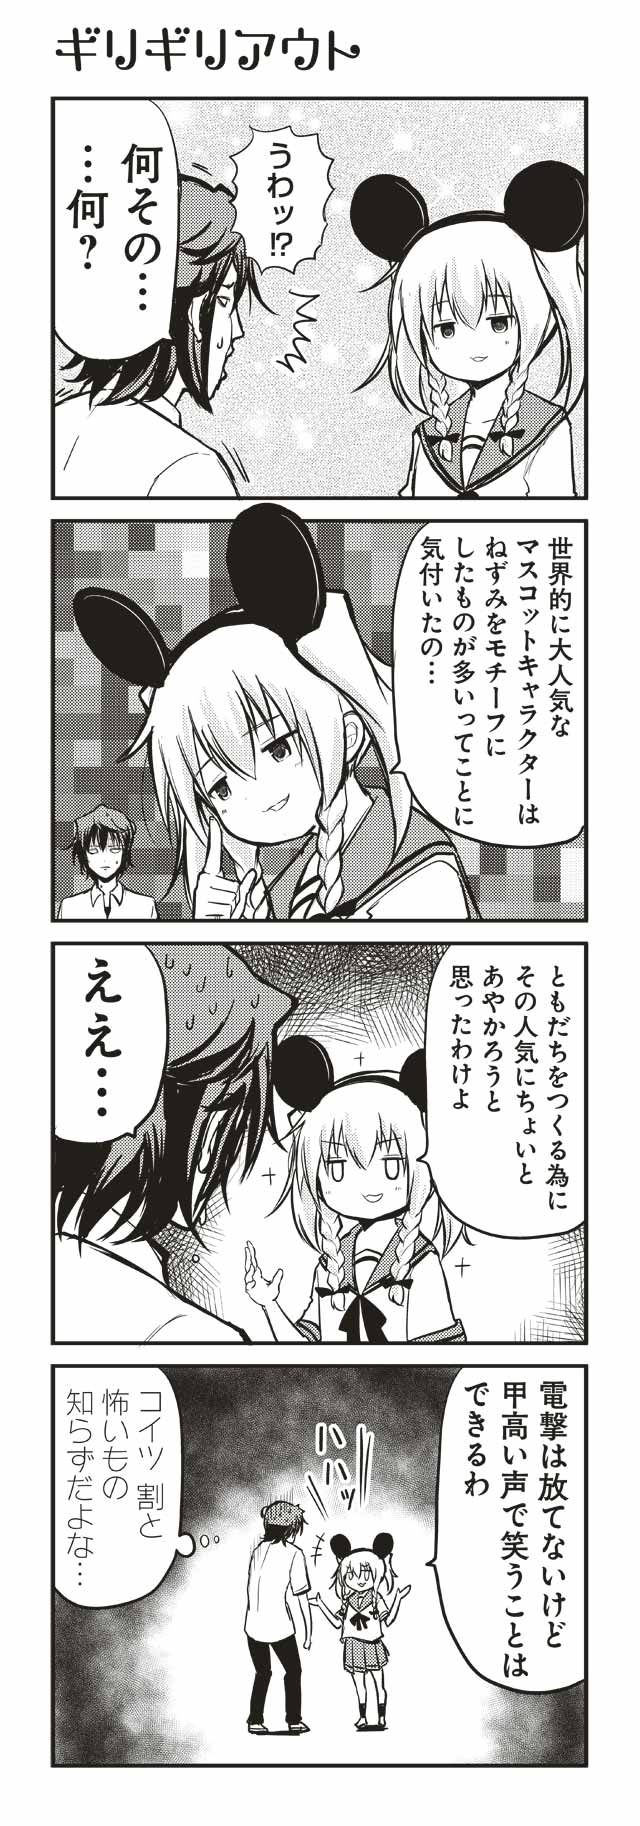 ギリギリアウト
うわッ!?
何その…
…何?
世界的に大人気な
マスコットキャラクターは
ねずみをモチーフに
したものが多いってことに
気付いたの…
ともだちをつくる為に
その人気にちょいと
あやかろうと
思ったわけよ
ええ…
電撃は放てないけど
甲高い声で笑うことは
できるわ
ハハッ
コイツ 割と
怖いもの
知らずだよな…